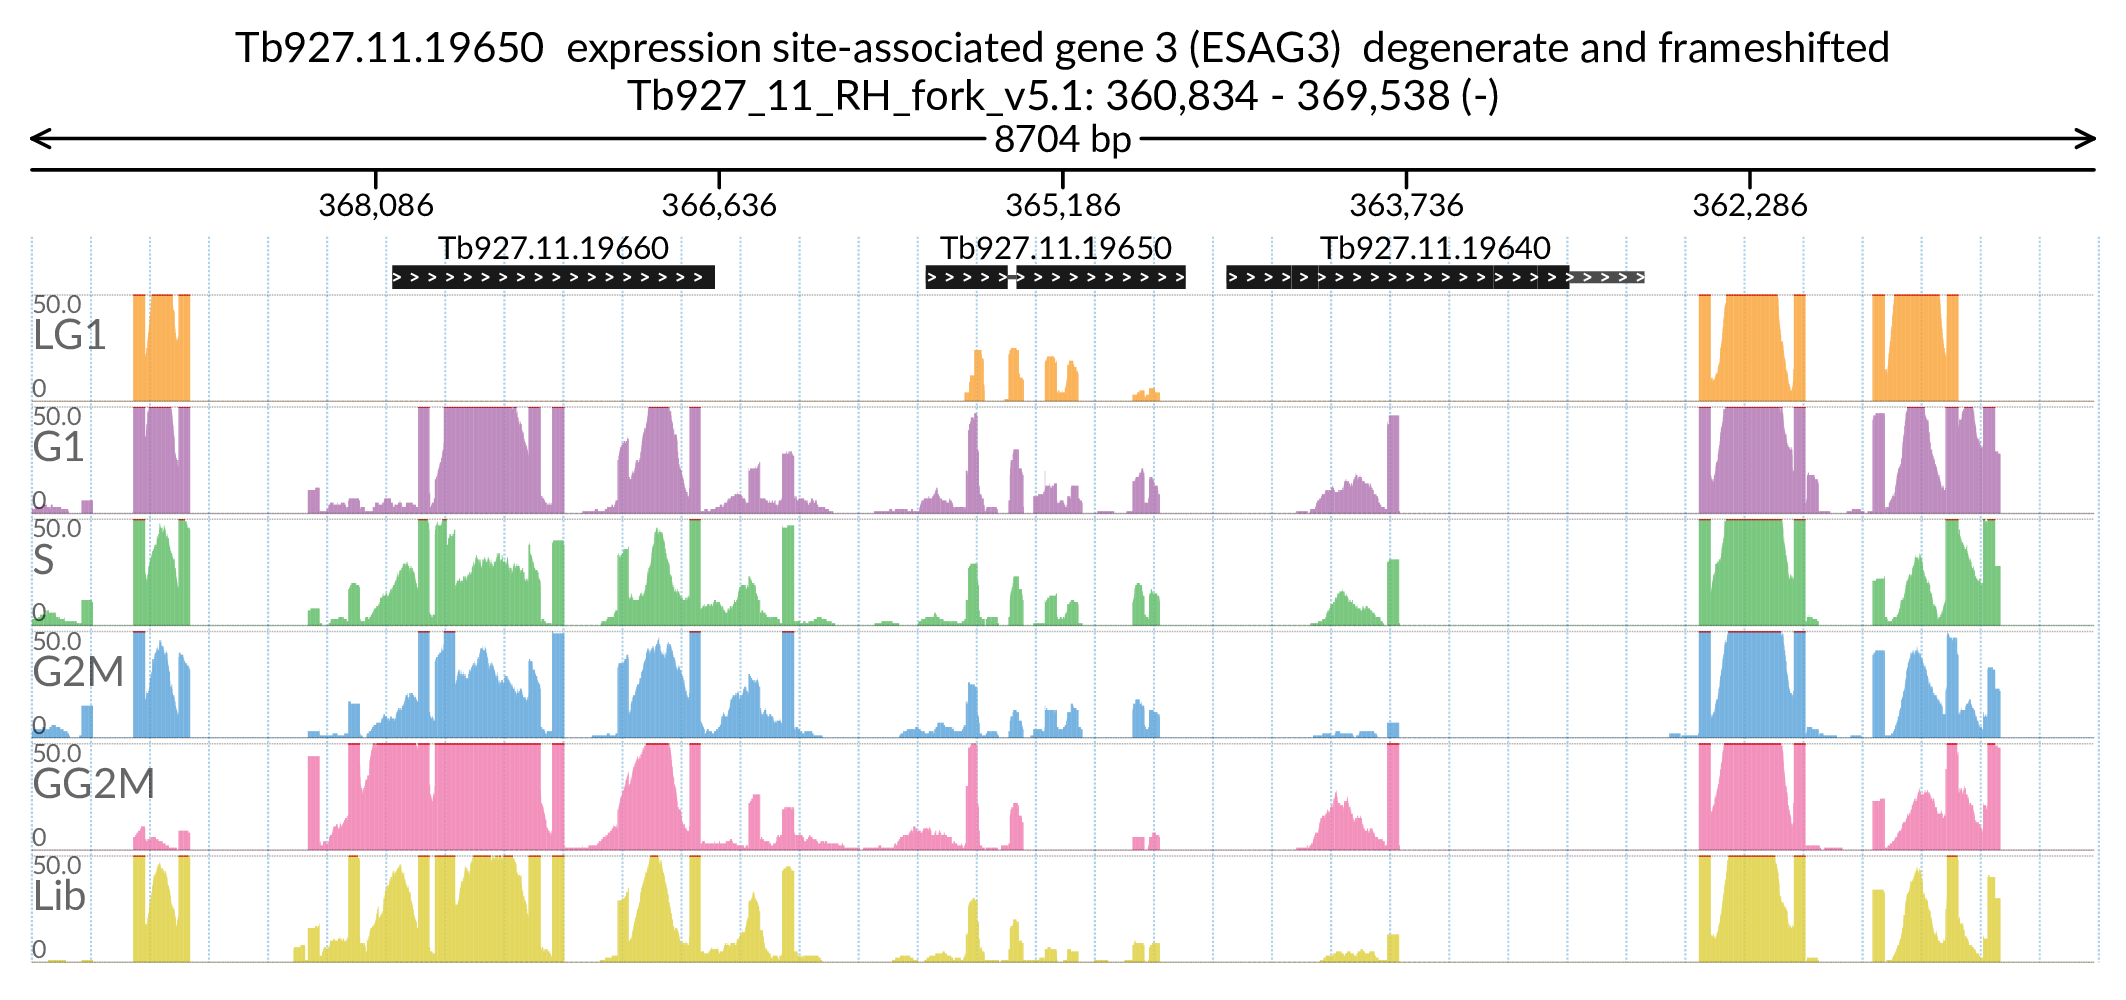 Tb927.11.19650  expression site-associated gene 3 (ESAG3)  degenerate and frameshifted
Tb927_11_RH_fork_v5.1: 360,834 - 369,538 (-)
8704 bp
368,086 366,636 365,186 363,736 362,286
Tb927.11.19660 Tb927.11.19650 Tb927.11.19640
50.0
LG1
0
50.0
G1
0
50.0
S
0
50.0
G2M
0
50.0
GG2M
0
50.0
Lib
0